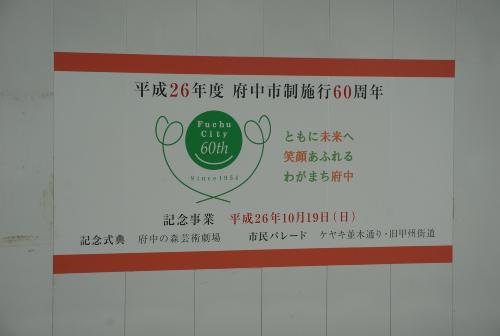 平成26年度 府中市制施行60周年
Fuchu
City
60th
Since1954
ともに未来へ
笑顔あふれる
わがまち府中
記念事業 平成26年10月19日(日)
記念式典 府中の森芸術劇場 市民パレード ケヤキ並木通り・旧甲州街道